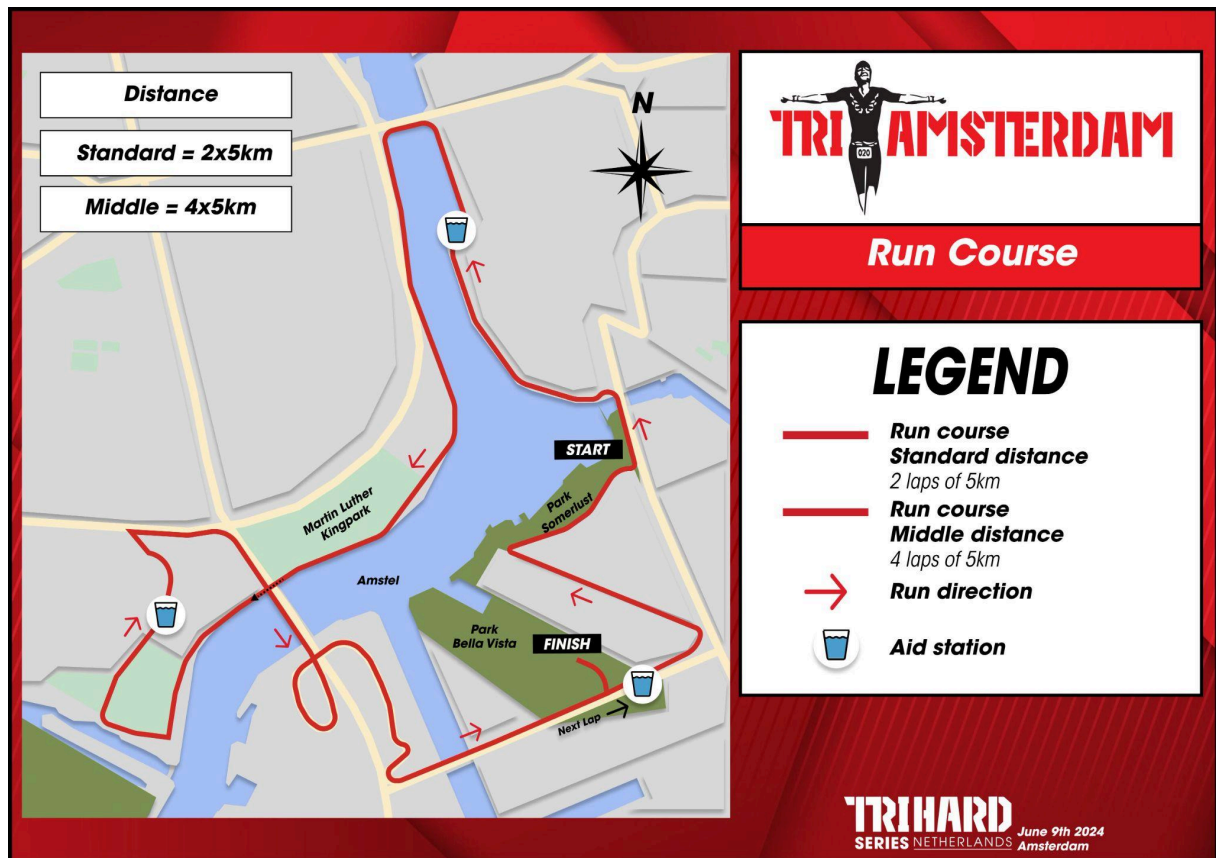 Distance
Standard = 2x5km
Middle = 4x5km
N
TRI AMSTERDAM
020
Run Course
START
Martin Luther
Kingpark
Park
Somerlust
Amstel
Park
Bella Vista
FINISH
Next Lap
LEGEND
Run course
Standard distance
2 laps of 5km
Run course
Middle distance
4 laps of 5km
Run direction
Aid station
TRIHARD
SERIES NETHERLANDS
June 9th 2024
Amsterdam